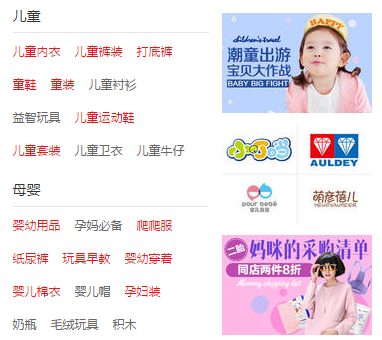 儿童
儿童内衣 儿童裤装 打底裤
童鞋 童装 儿童衬衫
益智玩具 儿童运动鞋
儿童套装 儿童卫衣 儿童牛仔
母婴
婴幼用品 孕妈必备 爬爬服
纸尿裤 玩具早教 婴幼穿着
婴儿棉衣 婴儿帽 孕妇装
奶瓶 毛绒玩具 积木
HAPPY
children's travel
潮童出游
宝贝大作战
BABY BIG FIGHT
小叮当
AULDEY
pour bébé
萌彦蓓儿
二胎
妈咪的采购清单
同店两件8折
Mommy shopping list